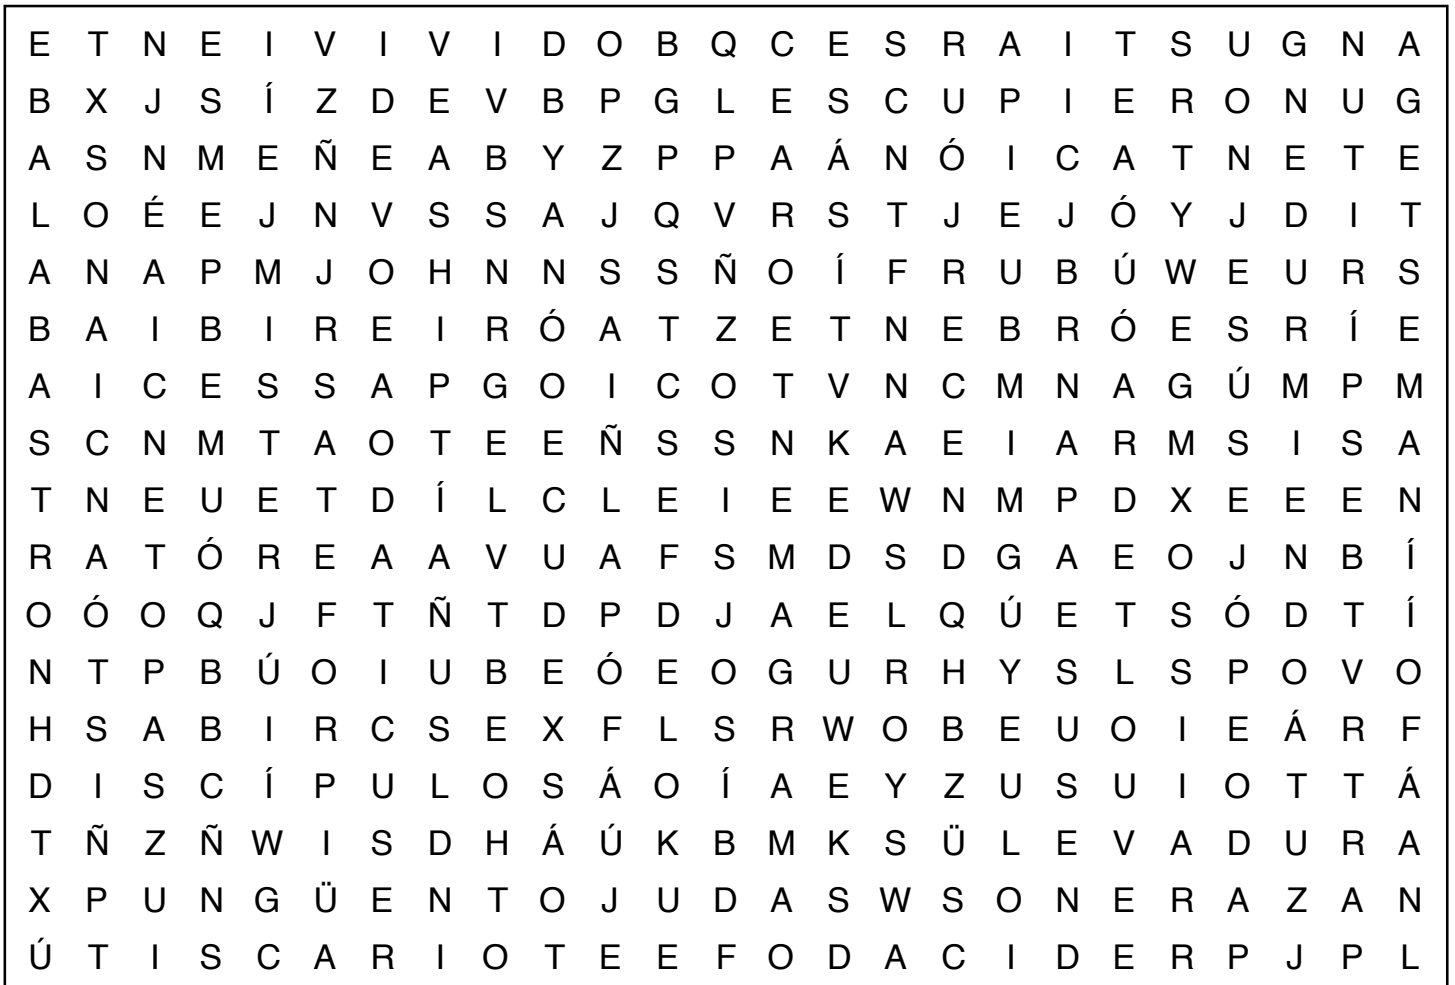 E T N E I V I V I D O B Q C E S R A I T S U G N A
B X J S Í Z D E V B P G L E S C U P I E R O N U G
A S N M E Ñ E A B Y Z P P A Á N Ó I C A T N E T E
L O É E J N V S S A J Q V R S T J E J Ó Y J D I T
A N A P M J O H N N S S Ñ O Í F R U B Ú W E U R S
B A I B I R E I R Ó A T Z E T N E B R Ó E S R Í E
A I C E S S A P G O I C O T V N C M N A G Ú M P M
S C N M T A O T E E Ñ S S N K A E I A R M S I S A
T N E U E T D Í L C L E I E E W N M P D X E E E N
R A T Ó R E A A V U A F S M D S D G A E O J N B Í
O Ó O Q J F T Ñ T D P D J A E L Q Ú E T S Ó D T Í
N T P B Ú O I U B E Ó E O G U R H Y S L S P O V O
H S A B I R C S E X F L S R W O B E U O I E Á R F
D I S C Í P U L O S Á O Í A E Y Z U S U I O T T Á
T Ñ Z Ñ W I S D H Á Ú K B M K S Ü L E V A D U R A
X P U N G Ü E N T O J U D A S W S O N E R A Z A N
Ú T I S C A R I O T E E F O D A C I D E R P J P L